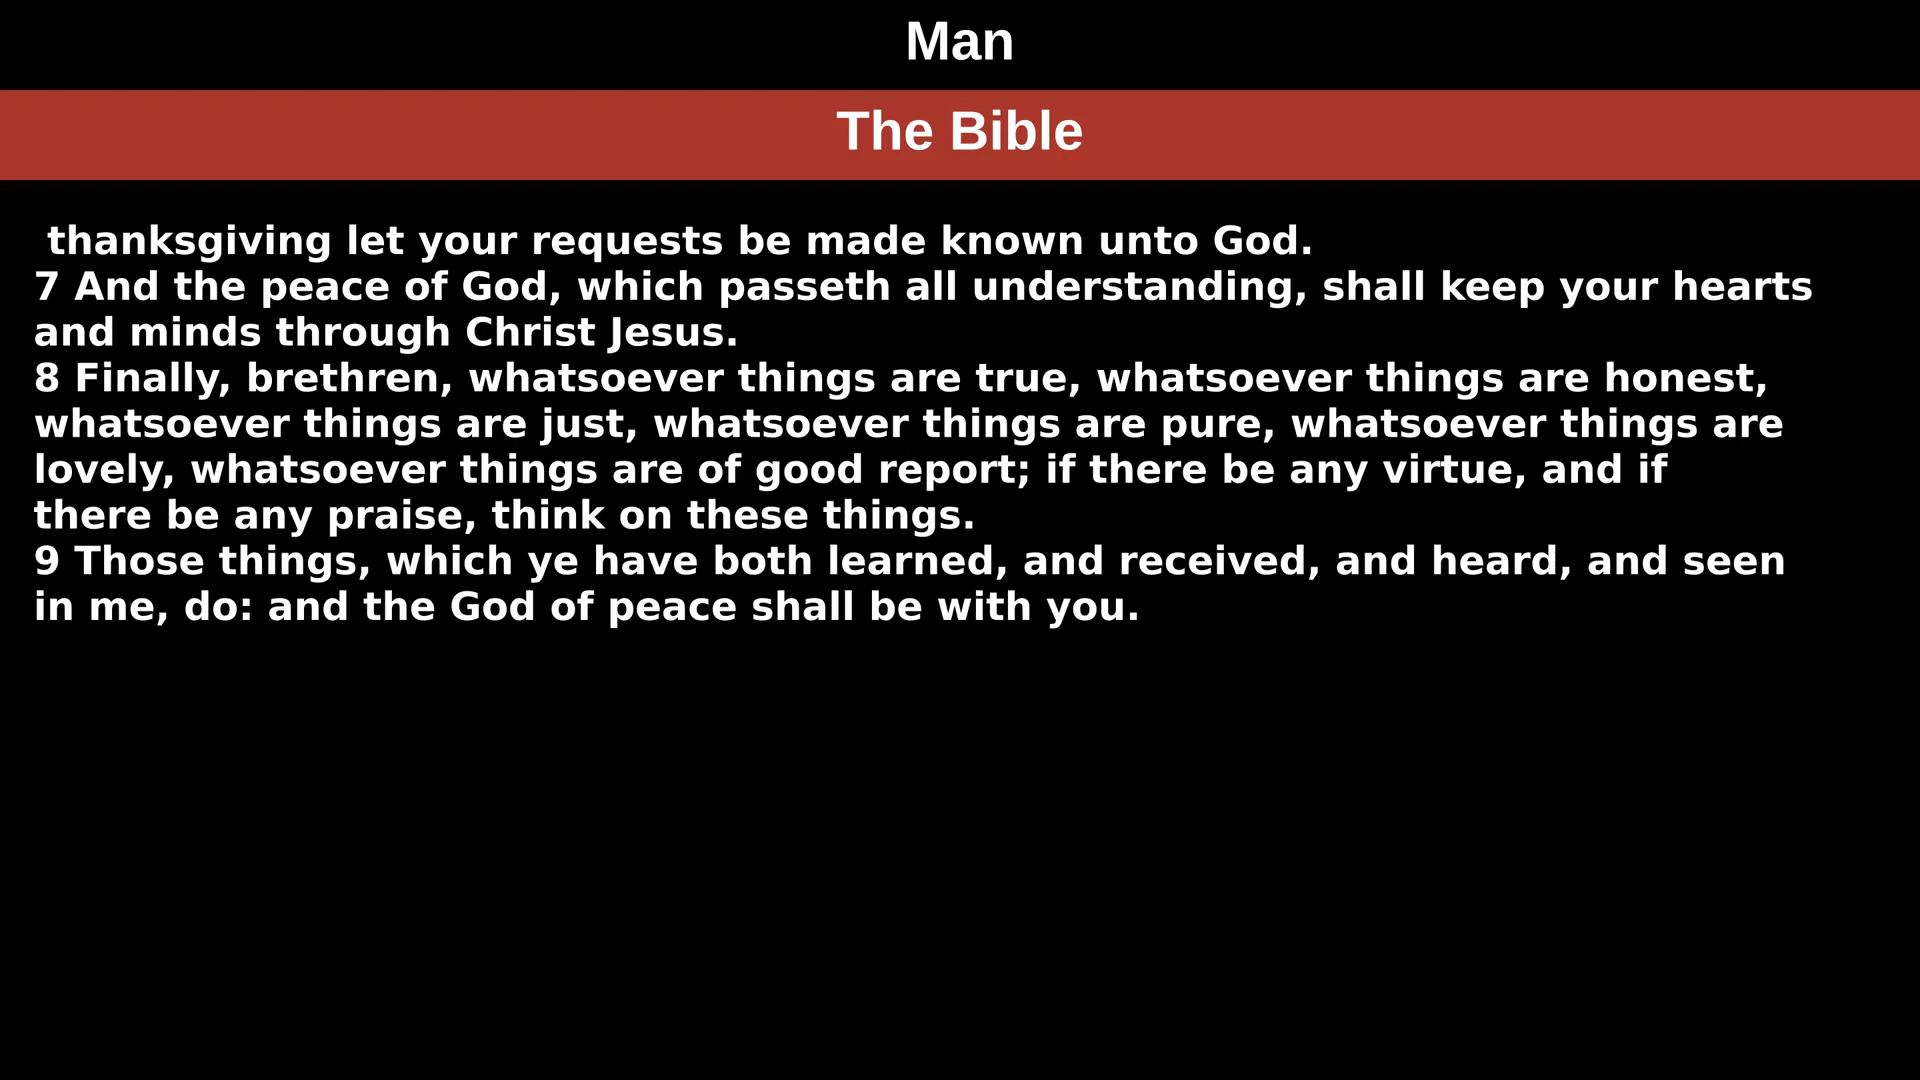 Man
The Bible
thanksgiving let your requests be made known unto God.
7 And the peace of God, which passeth all understanding, shall keep your hearts
and minds through Christ Jesus.
8 Finally, brethren, whatsoever things are true, whatsoever things are honest,
whatsoever things are just, whatsoever things are pure, whatsoever things are
lovely, whatsoever things are of good report; if there be any virtue, and if
there be any praise, think on these things.
9 Those things, which ye have both learned, and received, and heard, and seen
in me, do: and the God of peace shall be with you.